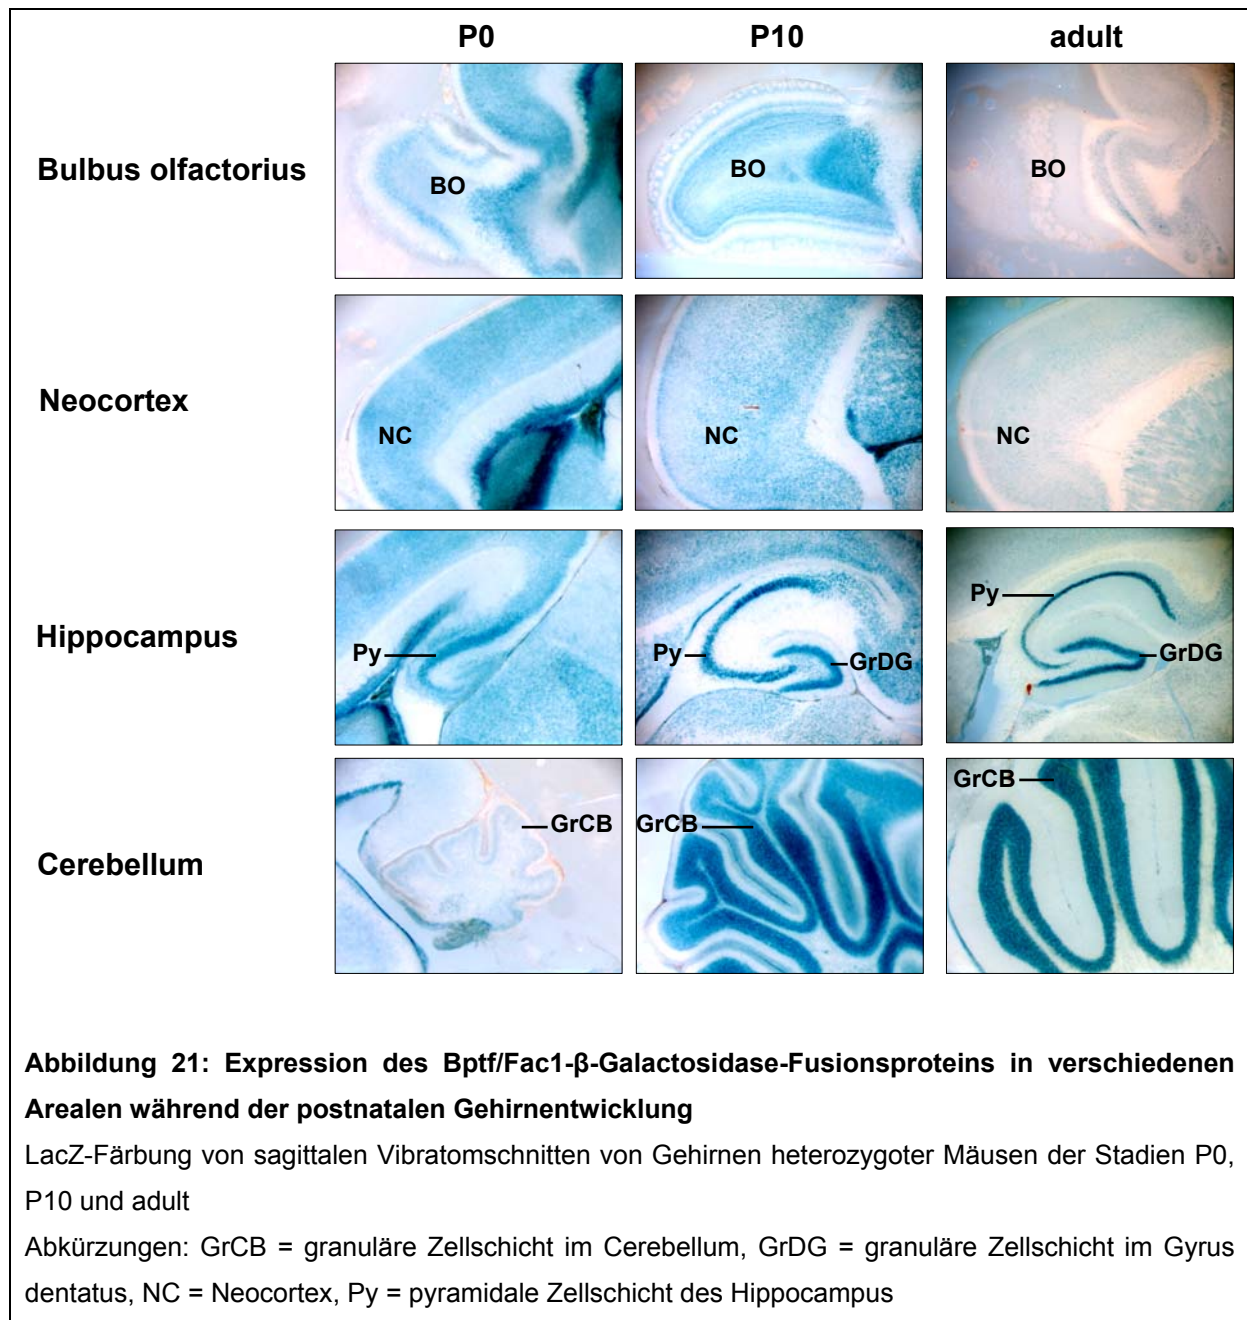 P0 P10 adult
Bulbus olfactorius BO BO BO
Neocortex NC NC NC
Hippocampus Py Py GrDG Py GrDG
Cerebellum GrCB GrCB GrCB
Abbildung 21: Expression des Bptf/Fac1-β-Galactosidase-Fusionsproteins in verschiedenen
Arealen während der postnatalen Gehirnentwicklung
LacZ-Färbung von sagittalen Vibratomschnitten von Gehirnen heterozygoter Mäusen der Stadien P0,
P10 und adult
Abkürzungen: GrCB = granuläre Zellschicht im Cerebellum, GrDG = granuläre Zellschicht im Gyrus
dentatus, NC = Neocortex, Py = pyramidale Zellschicht des Hippocampus